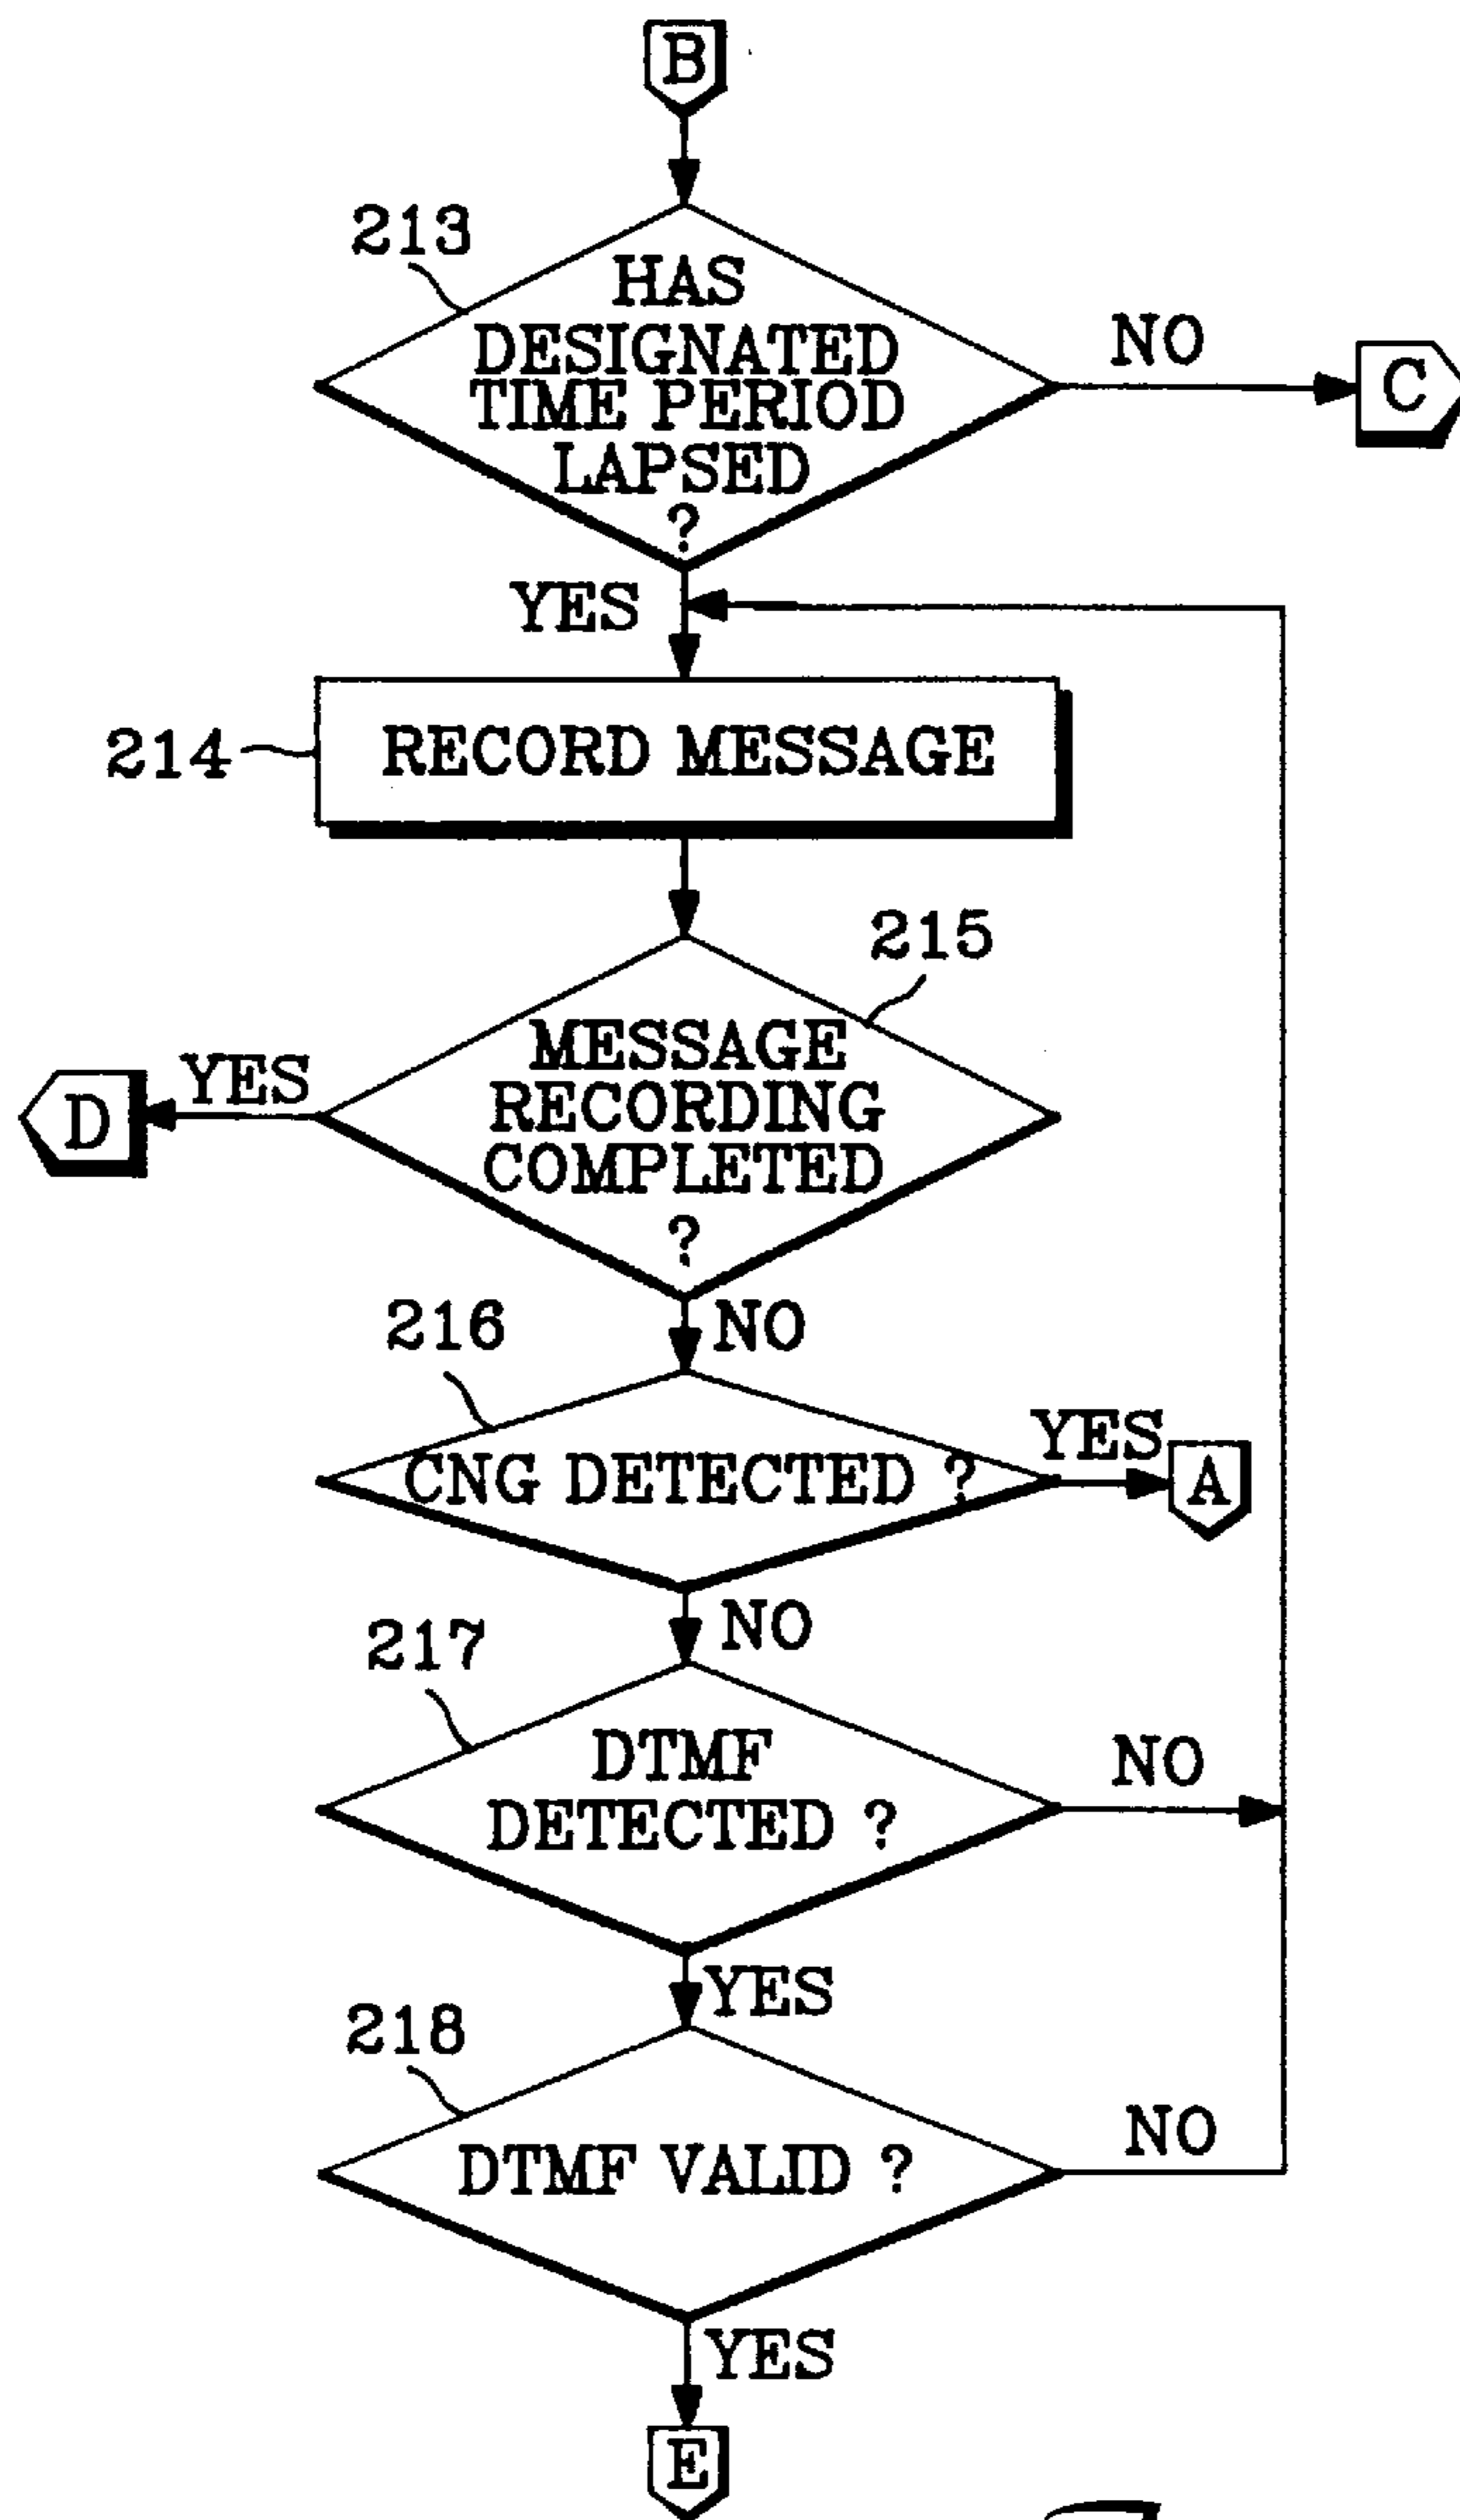 B
213
HAS
DESIGNATED
TIME PERIOD
LAPSED
?
NO
C
YES
214
RECORD MESSAGE
215
MESSAGE
RECORDING
COMPLETED
?
YES
D
NO
216
CNG DETECTED ?
YES
A
NO
217
DTMF
DETECTED ?
NO
YES
218
DTMF VALID ?
NO
YES
E